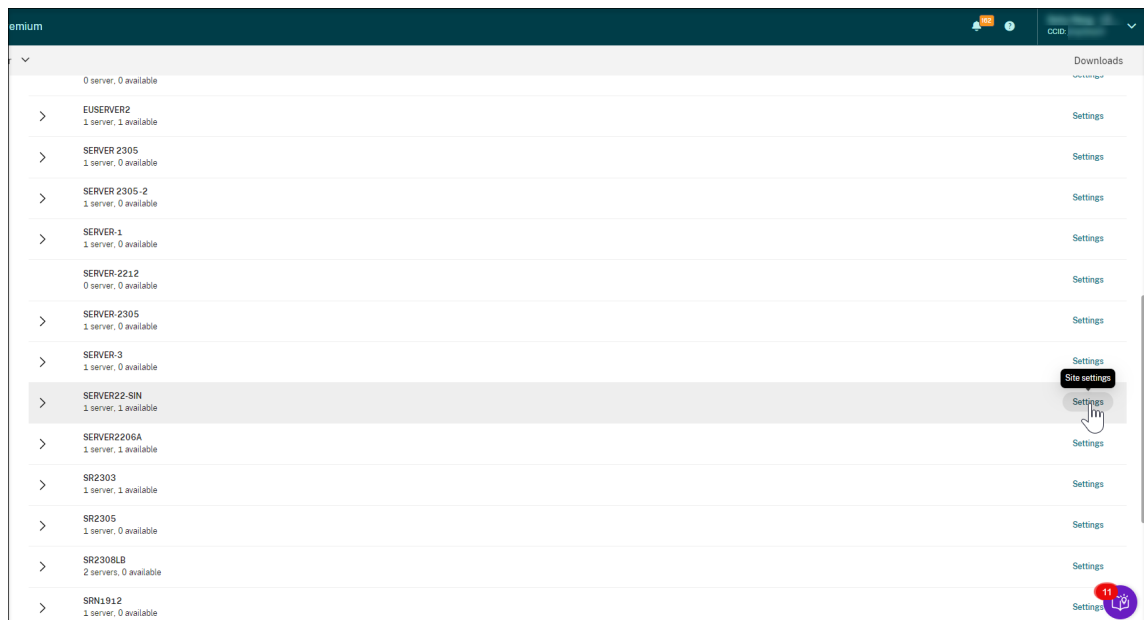 emium
162
CCID:
Downloads
0 server, 0 available
Settings
EUSERVER2
1 server, 1 available
Settings
SERVER 2305
1 server, 0 available
Settings
SERVER 2305-2
1 server, 0 available
Settings
SERVER-1
1 server, 0 available
Settings
SERVER-2212
0 server, 0 available
Settings
SERVER-2305
1 server, 0 available
Settings
SERVER-3
1 server, 0 available
Settings
Site settings
SERVER22-SIN
1 server, 1 available
Settings
SERVER2206A
1 server, 1 available
Settings
SR2303
1 server, 1 available
Settings
SR2305
1 server, 0 available
Settings
SR2308LB
2 servers, 0 available
Settings
SRN1912
1 server, 0 available
Settings
11